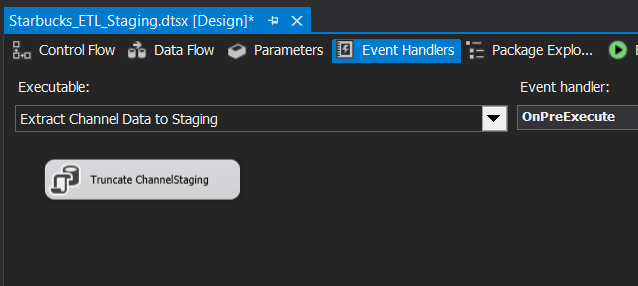 Starbucks_ETL_Staging.dtsx [Design]*
Control Flow Data Flow Parameters Event Handlers Package Explo...
Executable: Event handler:
Extract Channel Data to Staging OnPreExecute
Truncate ChannelStaging